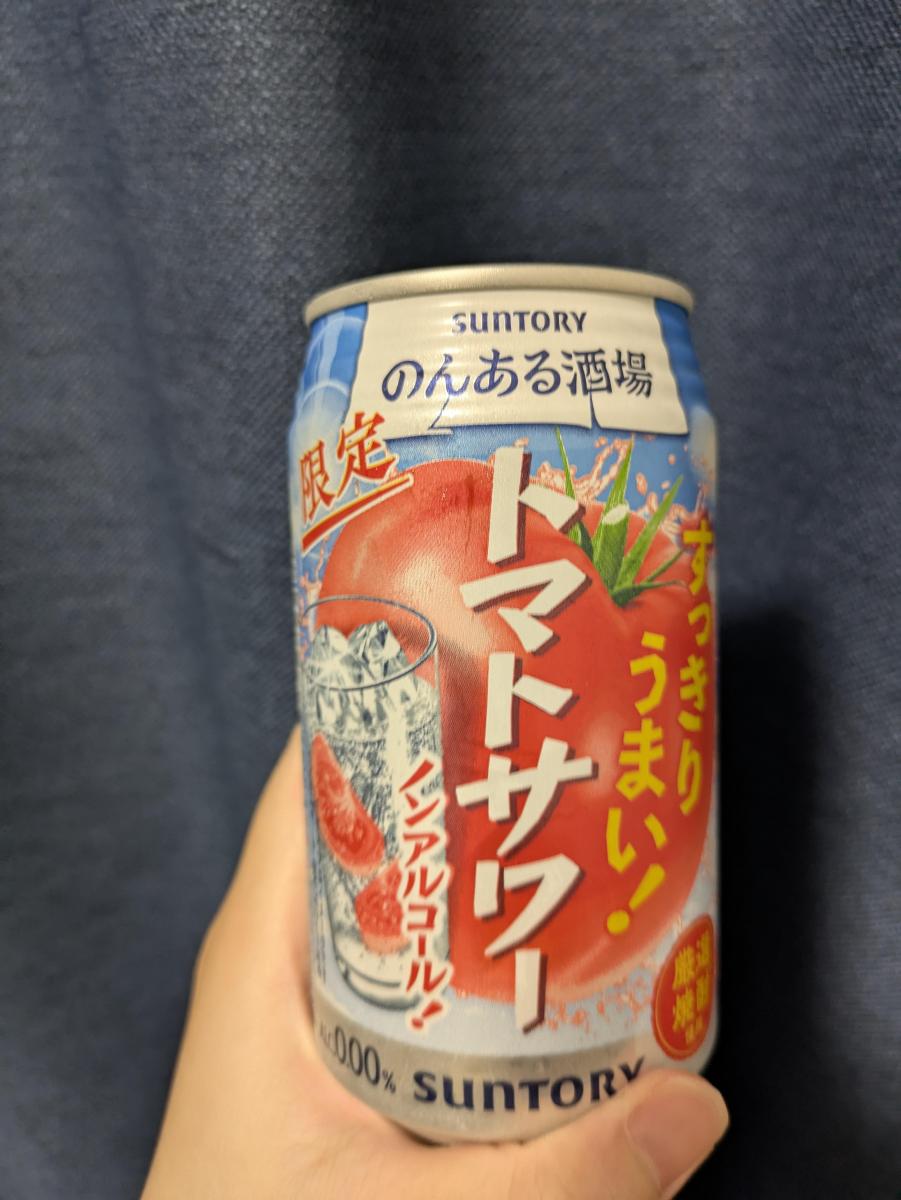 SUNTORY
のんある酒場
限定
トマトサワー
すっきり
うまい!
ノンアルコール!
ALC.0.00%
SUNTORY